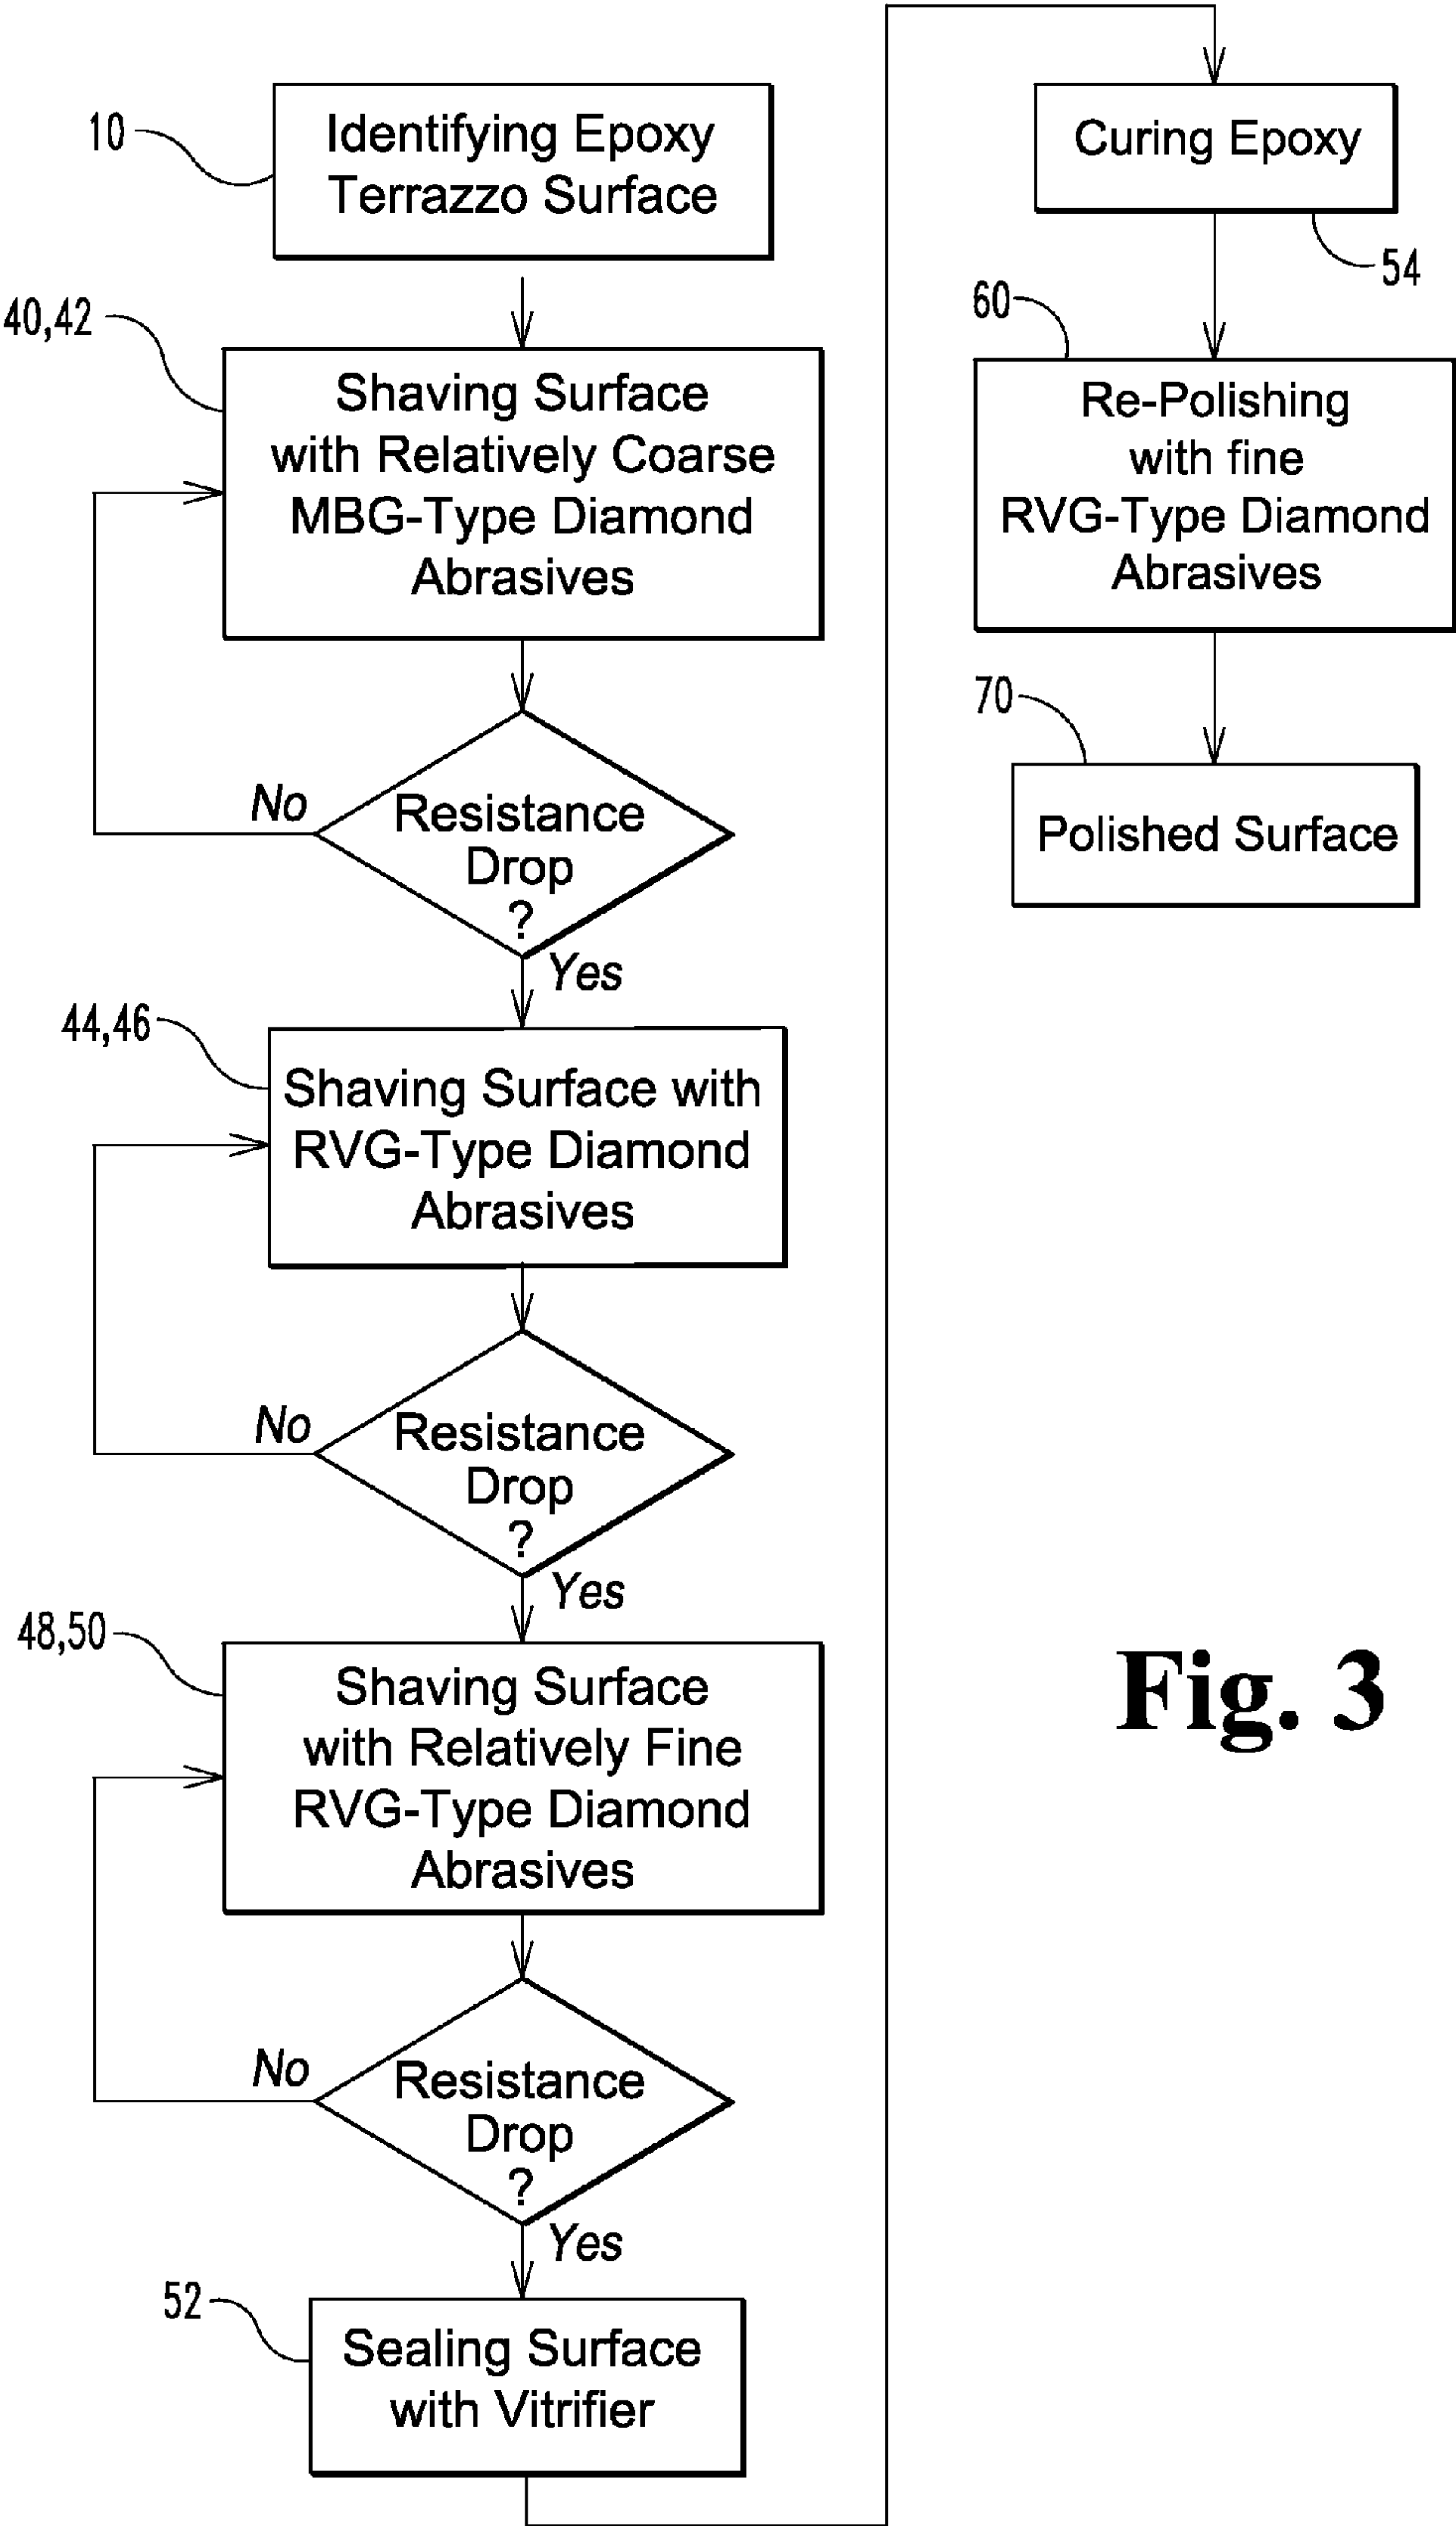 10
Identifying Epoxy
Terrazzo Surface
40,42
Shaving Surface
with Relatively Coarse
MBG-Type Diamond
Abrasives
No
Resistance
Drop
?
Yes
44,46
Shaving Surface with
RVG-Type Diamond
Abrasives
No
Resistance
Drop
?
Yes
48,50
Shaving Surface
with Relatively Fine
RVG-Type Diamond
Abrasives
No
Resistance
Drop
?
Yes
52
Sealing Surface
with Vitrifier
Curing Epoxy
54
60
Re-Polishing
with fine
RVG-Type Diamond
Abrasives
70
Polished Surface
Fig. 3